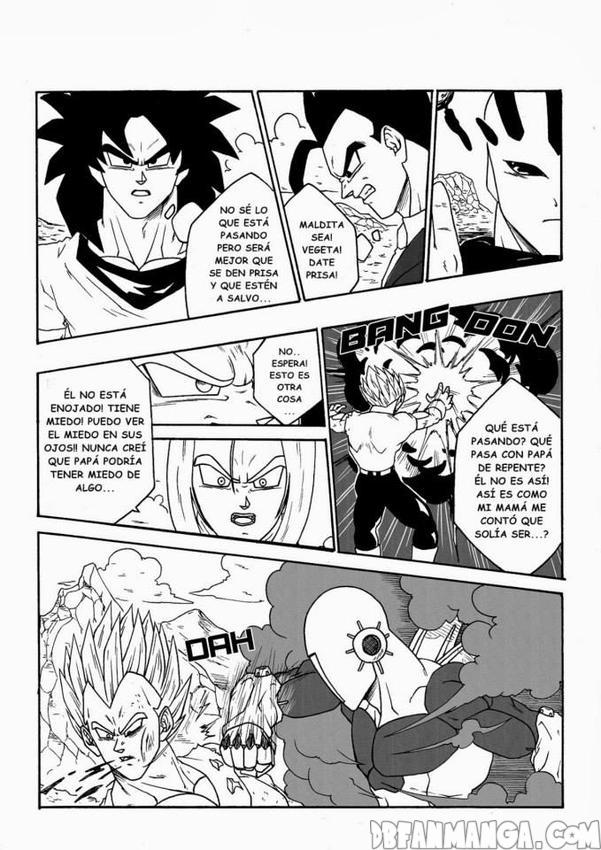 NO SÉ LO
QUE ESTÁ
PASANDO
PERO SERÁ
MEJOR QUE
SE DEN PRISA
Y QUE ESTÉN
A SALVO...
MALDITA
SEA!
VEGETA!
DATE
PRISA!
NO..
ESPERA!
ESTO ES
OTRA
COSA
...
BANG DON
ÉL NO ESTÁ
ENOJADO! TIENE
MIEDO! PUEDO VER
EL MIEDO EN SUS
OJOS!! NUNCA CREÍ
QUE PAPÁ PODRÍA
TENER MIEDO DE
ALGO...
QUÉ ESTÁ
PASANDO? QUÉ
PASA CON PAPÁ
DE REPENTE?
ÉL NO ES ASÍ!
ASÍ ES COMO
MI MAMÁ ME
CONTÓ QUE
SOLÍA SER...?
DAH
DBFANMANGA.COM